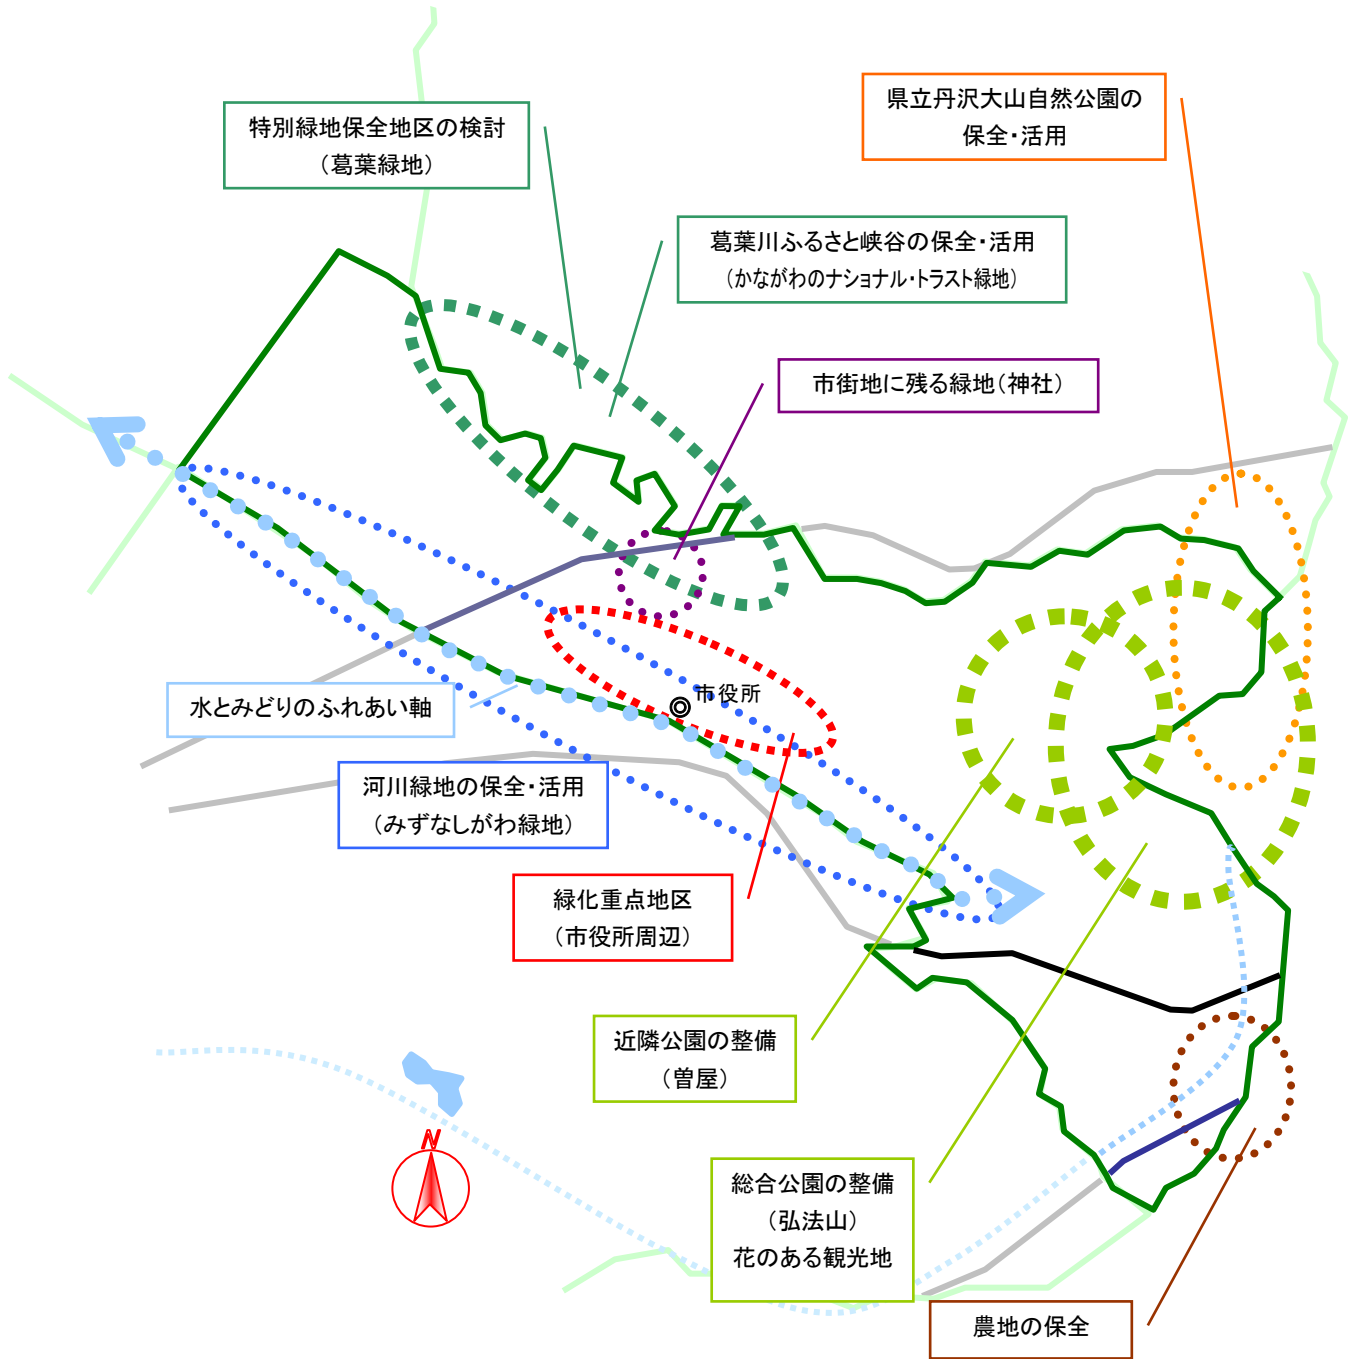 県立丹沢大山自然公園の
保全・活用
特別緑地保全地区の検討
（葛葉緑地）
葛葉川ふるさと峡谷の保全・活用
（かながわのナショナル・トラスト緑地）
市街地に残る緑地（神社）
市役所
水とみどりのふれあい軸
河川緑地の保全・活用
（みずなしがわ緑地）
緑化重点地区
（市役所周辺）
近隣公園の整備
（曽屋）
N
総合公園の整備
（弘法山）
花のある観光地
農地の保全